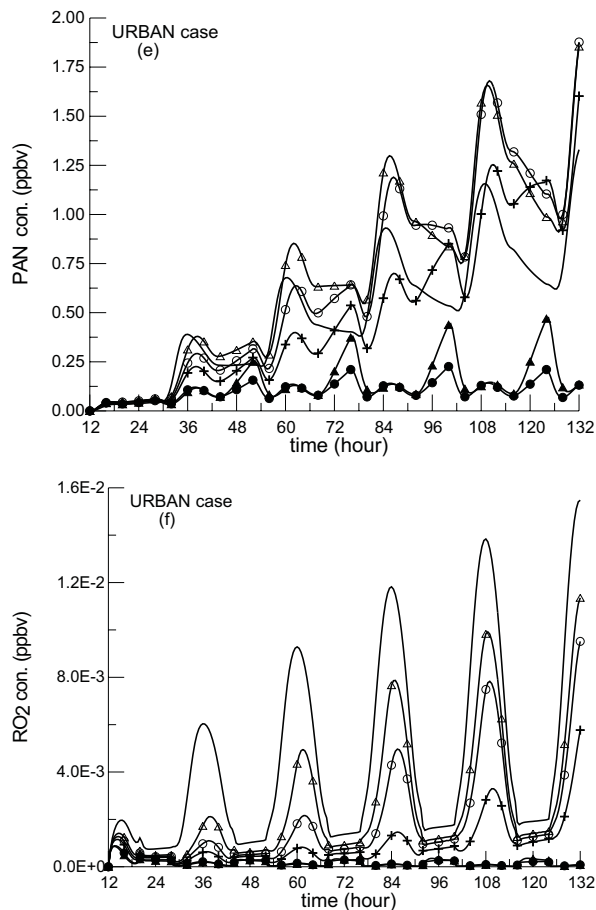 2.00
1.75
1.50
1.25
1.00
0.75
0.50
0.25
0.00
PAN con. (ppbv)
URBAN case
(e)
12 24 36 48 60 72 84 96 108 120 132
time (hour)
1.6E-2
1.2E-2
8.0E-3
4.0E-3
0.0E+0
RO2 con. (ppbv)
URBAN case
(f)
12 24 36 48 60 72 84 96 108 120 132
time (hour)